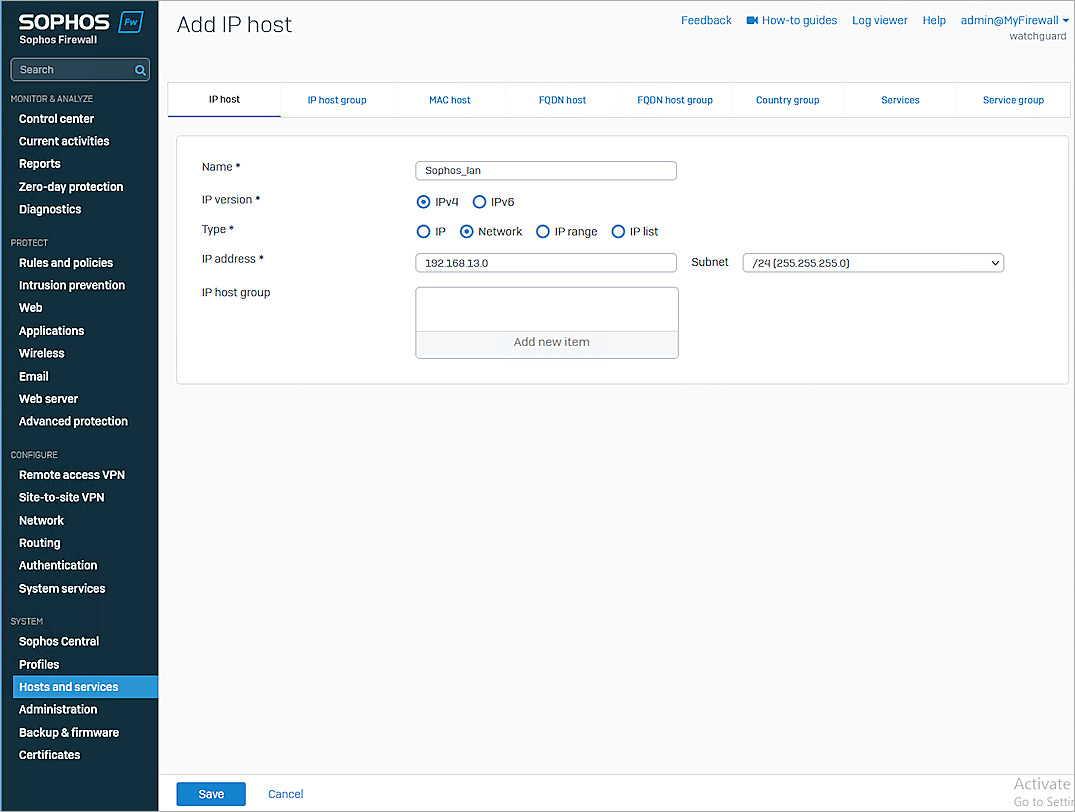 SOPHOS Fw
Sophos Firewall
Search
MONITOR & ANALYZE
Control center
Current activities
Reports
Zero-day protection
Diagnostics
PROTECT
Rules and policies
Intrusion prevention
Web
Applications
Wireless
Email
Web server
Advanced protection
CONFIGURE
Remote access VPN
Site-to-site VPN
Network
Routing
Authentication
System services
SYSTEM
Sophos Central
Profiles
Hosts and services
Administration
Backup & firmware
Certificates
Add IP host
Feedback How-to guides Log viewer Help admin@MyFirewall
watchguard
IP host IP host group MAC host FQDN host FQDN host group Country group Services Service group
Name * Sophos_lan
IP version * IPv4 IPv6
Type * IP Network IP range IP list
IP address * 192.168.13.0 Subnet /24 (255.255.255.0)
IP host group
Add new item
Save Cancel
Activate
Go to Settin